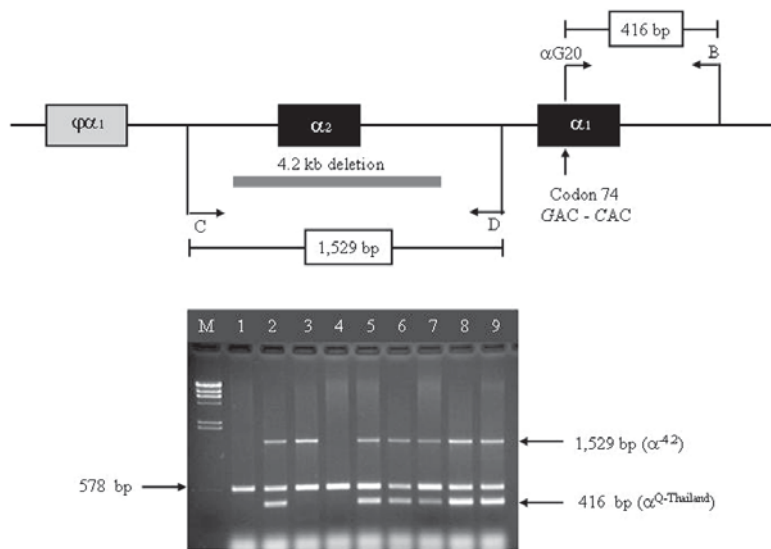 416 bp
αG20
B
φα1
α2
α1
4.2 kb deletion
C
D
Codon 74
GAC - CAC
1,529 bp
M 1 2 3 4 5 6 7 8 9
1,529 bp (α-4.2)
578 bp
416 bp (αQ-Thailand)